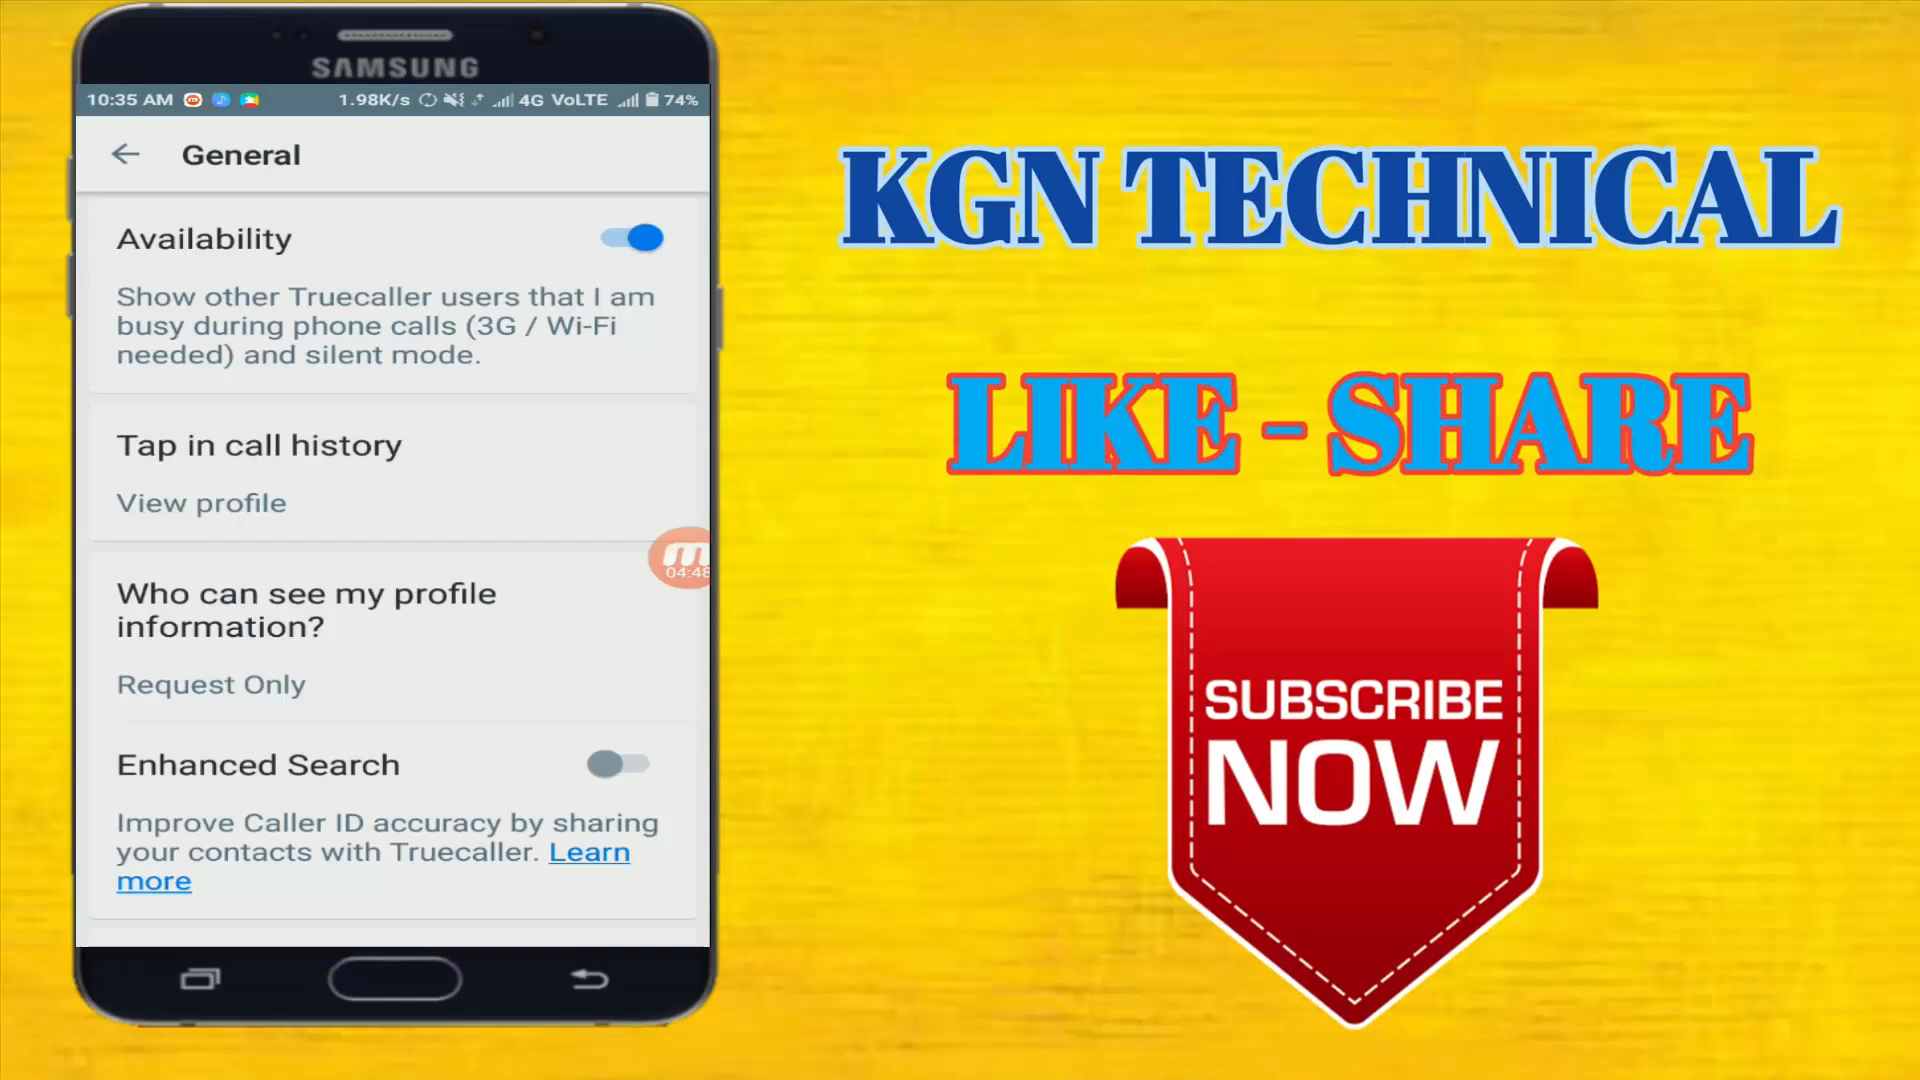 SAMSUNG
10:35 AM 1.98K/s 4G VoLTE 74%
General
Availability
Show other Truecaller users that I am
busy during phone calls (3G / Wi-Fi
needed) and silent mode.
Tap in call history
View profile
04:48
Who can see my profile
information?
Request Only
Enhanced Search
Improve Caller ID accuracy by sharing
your contacts with Truecaller. Learn
more
KGN TECHNICAL
LIKE - SHARE
SUBSCRIBE
NOW